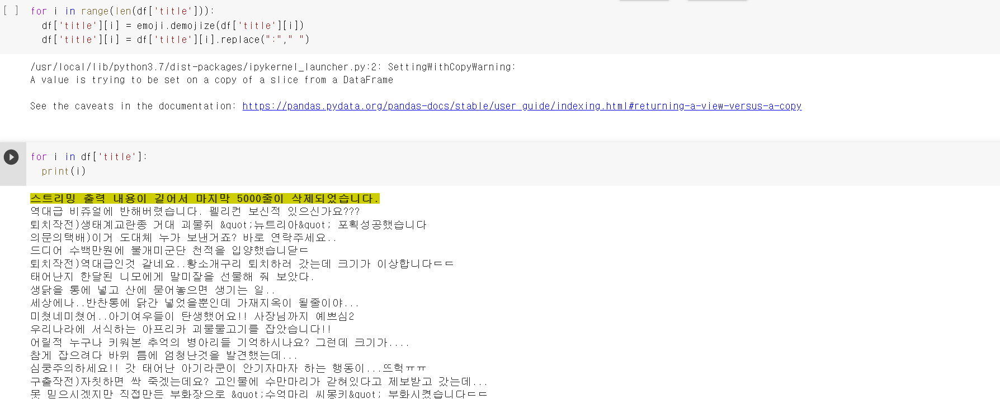 [ ] for i in range(len(df['title'])):
df['title'][i] = emoji.demojize(df['title'][i])
df['title'][i] = df['title'][i].replace(":"," ")
/usr/local/lib/python3.7/dist-packages/ipykernel_launcher.py:2: SettingWithCopyWarning:
A value is trying to be set on a copy of a slice from a DataFrame
See the caveats in the documentation: https://pandas.pydata.org/pandas-docs/stable/user_guide/indexing.html#returning-a-view-versus-a-copy
for i in df['title']:
print(i)
스트리밍 출력 내용이 길어서 마지막 5000줄이 삭제되었습니다.
역대급 비쥬얼에 반해버렸습니다. 펠리컨 보신적 있으신가요???
퇴치작전)생태계교란종 거대 괴물쥐 &quot;뉴트리아&quot; 포획성공했습니다
의문의택배)이거 도대체 누가 보낸거죠? 바로 연락주세요..
드디어 수백만원에 불개미군단 천적을 입양했습니닫ㄷ
퇴치작전)역대급인것 같네요..황소개구리 퇴치하러 갔는데 크기가 이상합니다ㄷㄷ
태어난지 한달된 니모에게 말미잘을 선물해 줘 보았다.
생닭을 통에 넣고 산에 묻어놓으면 생기는 일..
세상에나..반찬통에 닭간 넣었을뿐인데 가재지옥이 될줄이야...
미쳤네미쳤어..아기여우들이 탄생했어요!! 사장님까지 예쁘심2
우리나라에 서식하는 아프리카 괴물물고기를 잡았습니다!!
어릴적 누구나 키워본 추억의 병아리들 기억하시나요? 그런데 크기가....
참게 잡으려다 바위 틈에 엄청난것을 발견했는데...
심쿵주의하세요!! 갓 태어난 아기라쿤이 안기자마자 하는 행동이...뜨헉ㅠㅠ
구출작전)자칫하면 싹 죽겠는데요? 고인물에 수만마리가 갇혀있다고 제보받고 갔는데...
못 믿으시겠지만 직접만든 부화장으로 &quot;수억마리 씨몽키&quot; 부화시켰습니다ㄷㄷ